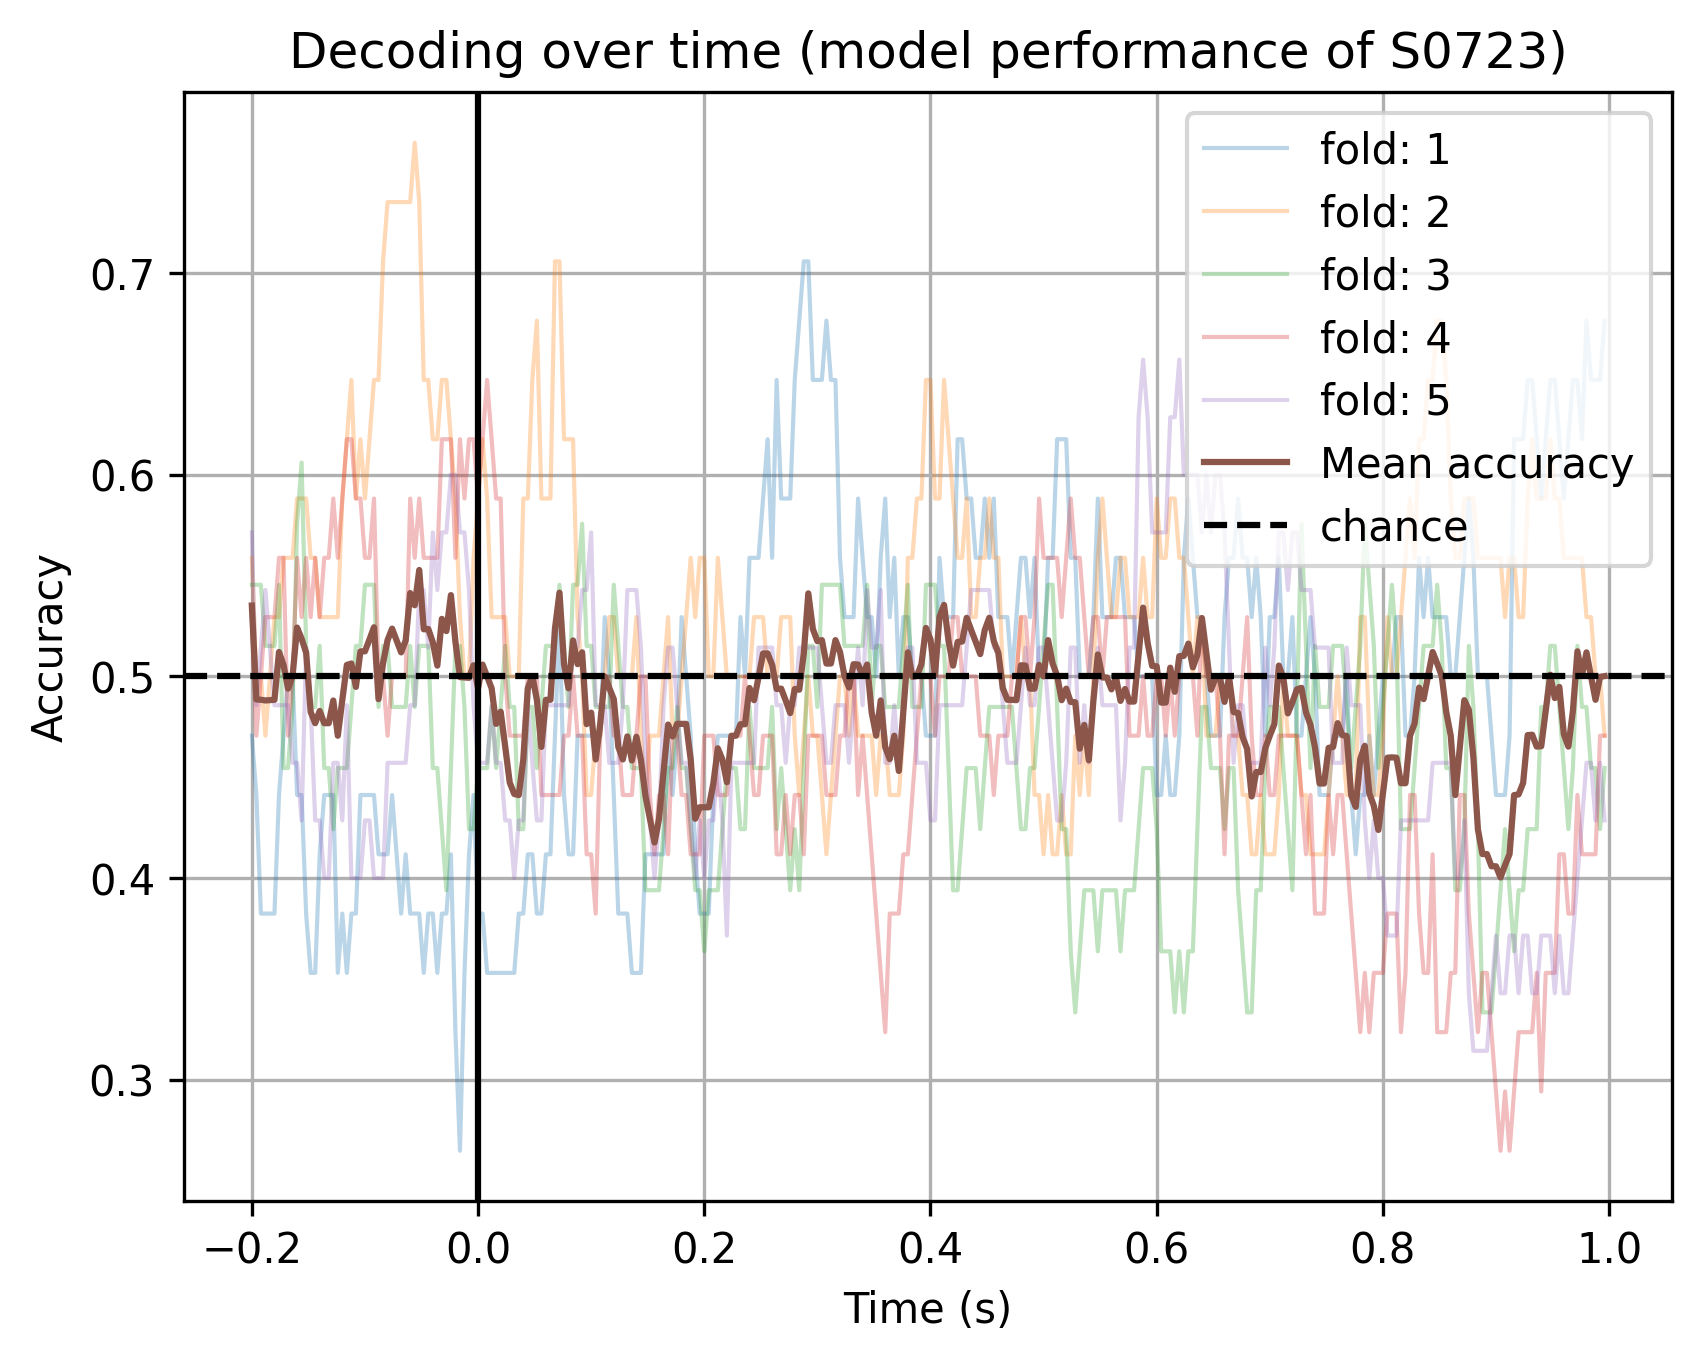 Decoding over time (model performance of S0723)
fold: 1
fold: 2
fold: 3
fold: 4
fold: 5
Mean accuracy
chance
Accuracy
0.7
0.6
0.5
0.4
0.3
−0.2 0.0 0.2 0.4 0.6 0.8 1.0
Time (s)